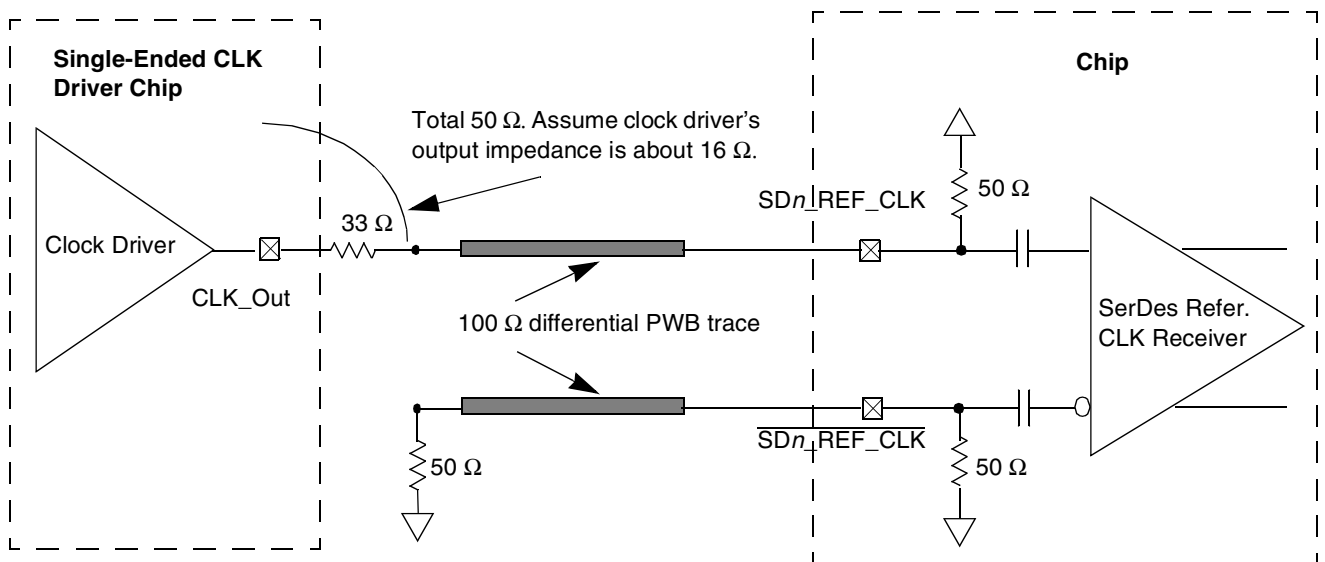 Single-Ended CLK
Driver Chip
Chip
Total 50 Ω. Assume clock driver's
output impedance is about 16 Ω.
SDn_REF_CLK
50 Ω
33 Ω
Clock Driver
CLK_Out
100 Ω differential PWB trace
SerDes Refer.
CLK Receiver
SDn_REF_CLK
50 Ω
50 Ω